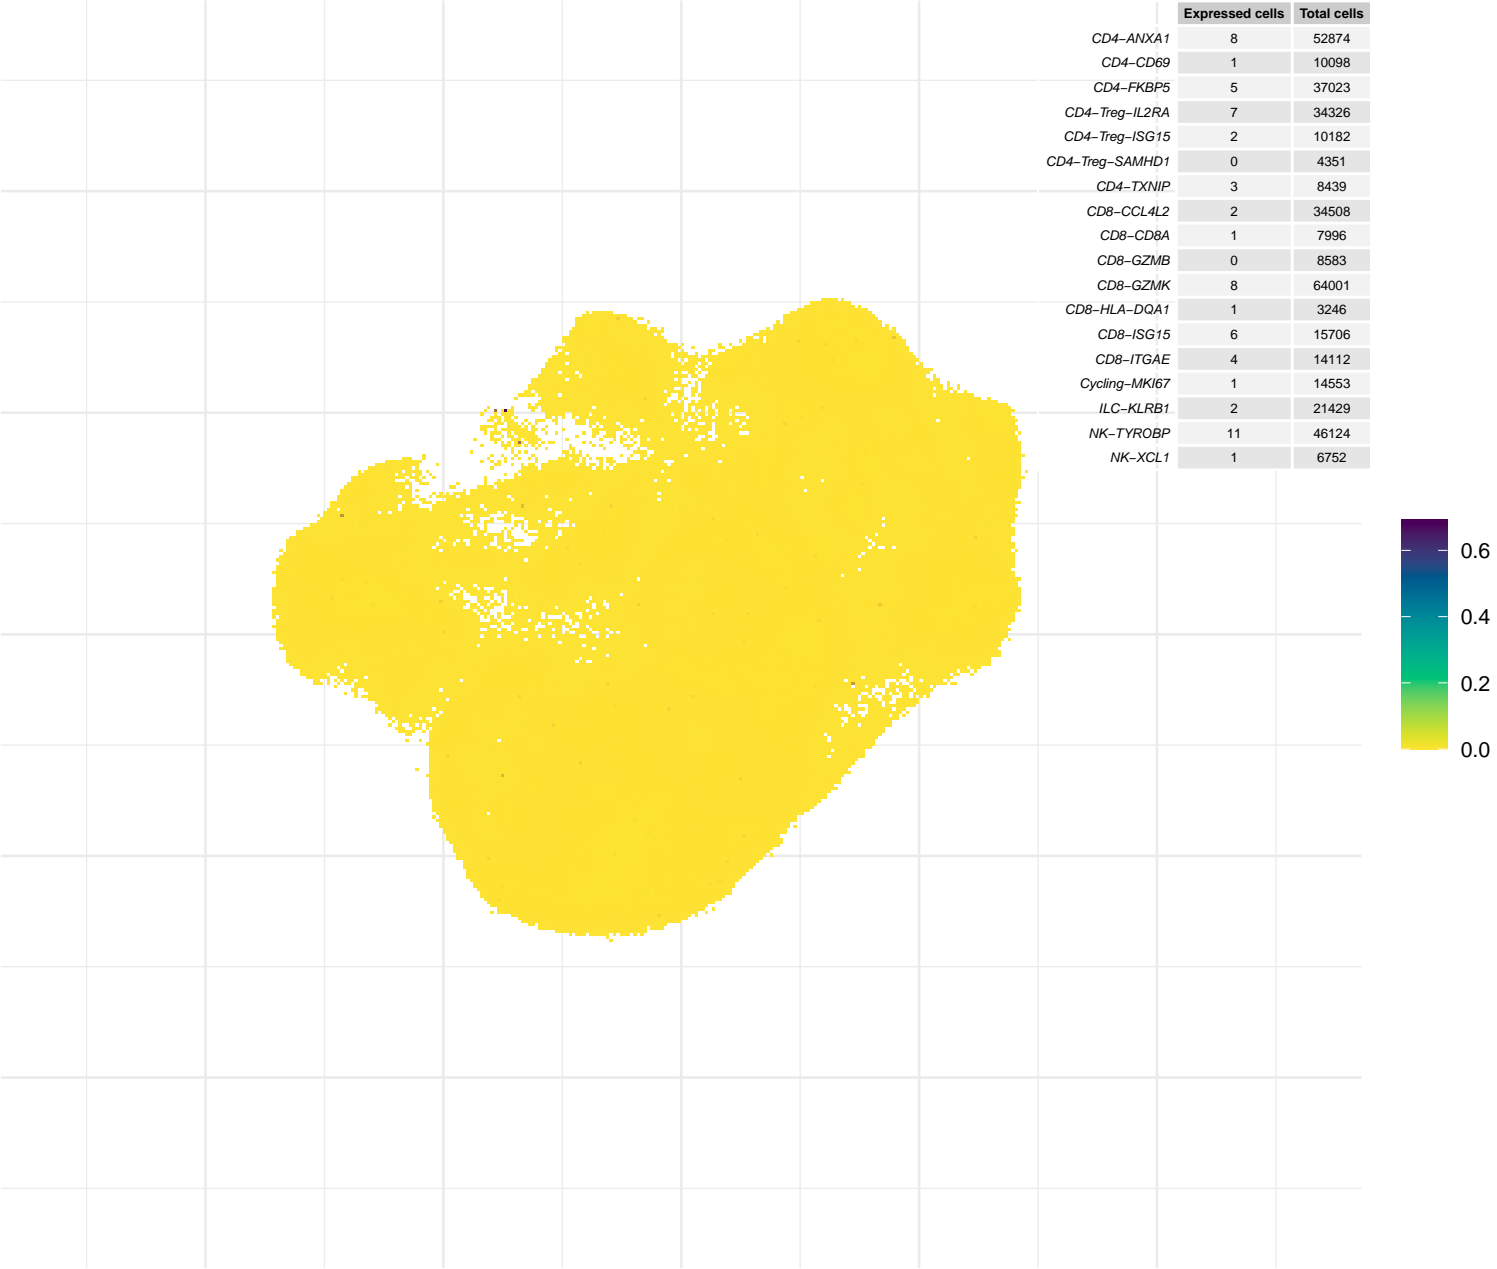 Expressed cells Total cells
CD4−ANXA1 8 52874
CD4−CD69 1 10098
CD4−FKBP5 5 37023
CD4−Treg−IL2RA 7 34326
CD4−Treg−ISG15 2 10182
CD4−Treg−SAMHD1 0 4351
CD4−TXNIP 3 8439
CD8−CCL4L2 2 34508
CD8−CD8A 1 7996
CD8−GZMB 0 8583
CD8−GZMK 8 64001
CD8−HLA−DQA1 1 3246
CD8−ISG15 6 15706
CD8−ITGAE 4 14112
Cycling−MKI67 1 14553
ILC−KLRB1 2 21429
NK−TYROBP 11 46124
NK−XCL1 1 6752
0.6
0.4
0.2
0.0